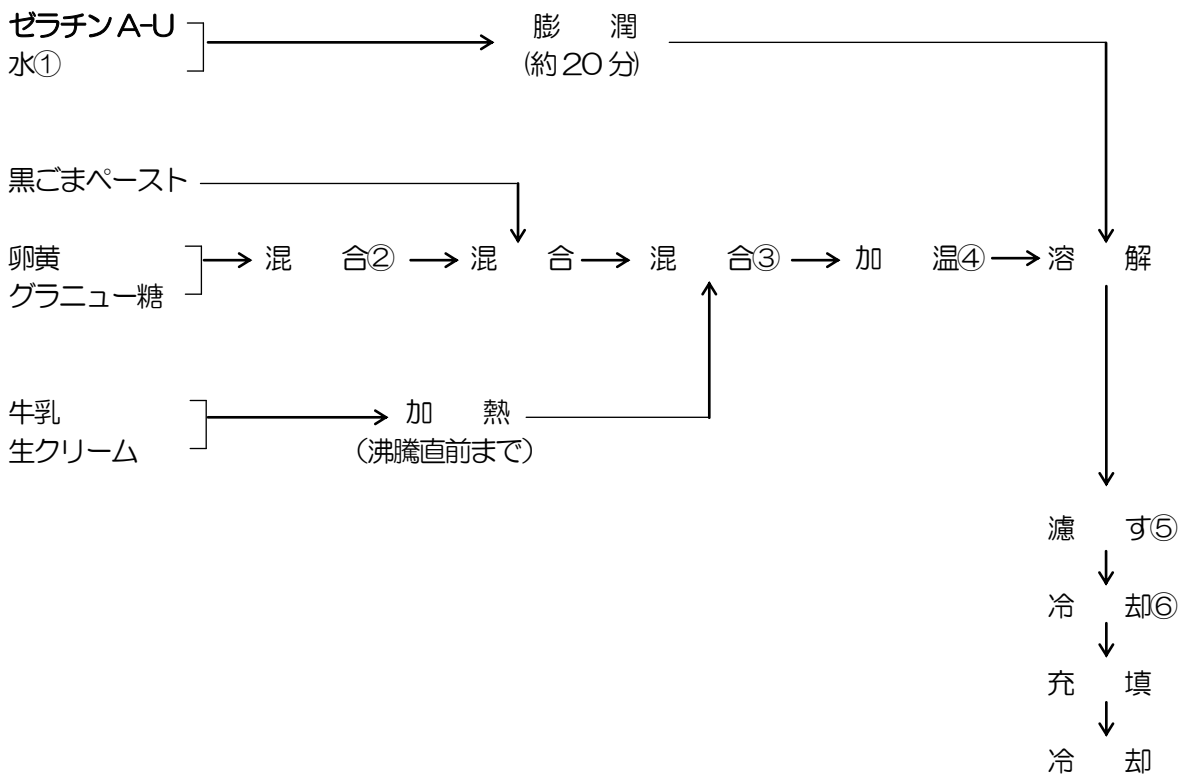 ゼラチンA-U
水①
膨 潤
(約20分)
黒ごまペースト
卵黄
グラニュー糖
混 合② 混 合 混 合③ 加 温④ 溶 解
牛乳
生クリーム
加 熱
(沸騰直前まで)
濾 す⑤
冷 却⑥
充 填
冷 却